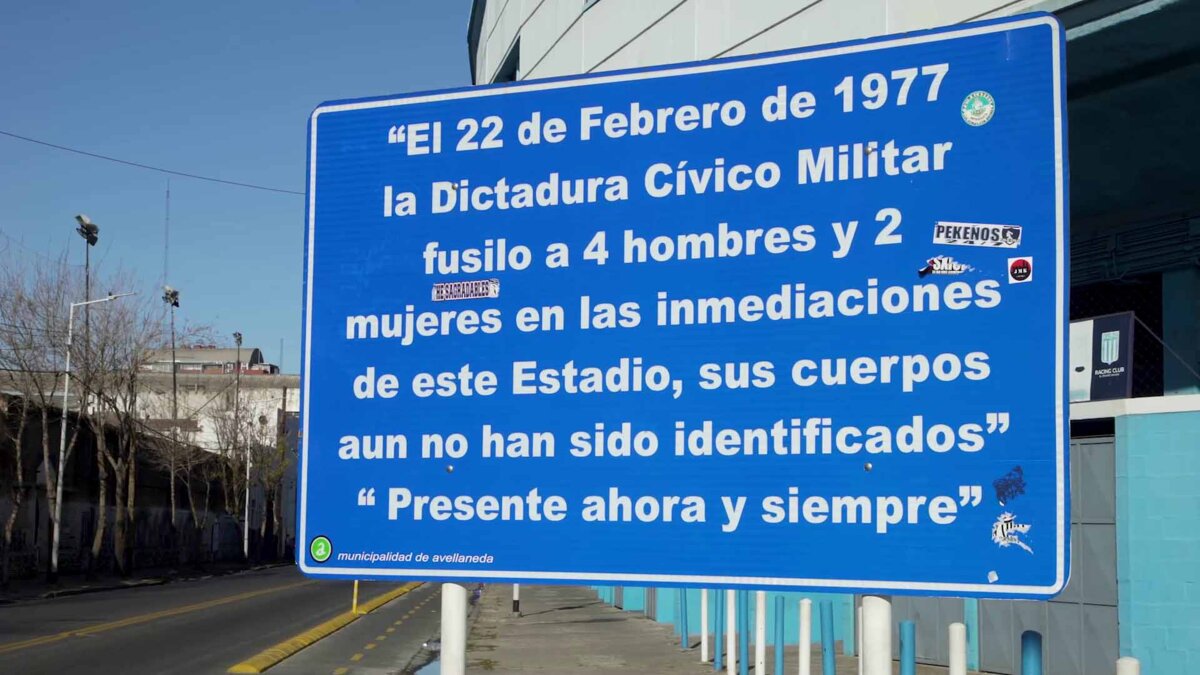 “El 22 de Febrero de 1977
la Dictadura Cívico Militar
fusilo a 4 hombres y 2
PEKEÑOS
mujeres en las inmediaciones
de este Estadio, sus cuerpos
RACING CLUB
aun no han sido identificados”
“ Presente ahora y siempre”
a
municipalidad de avellaneda